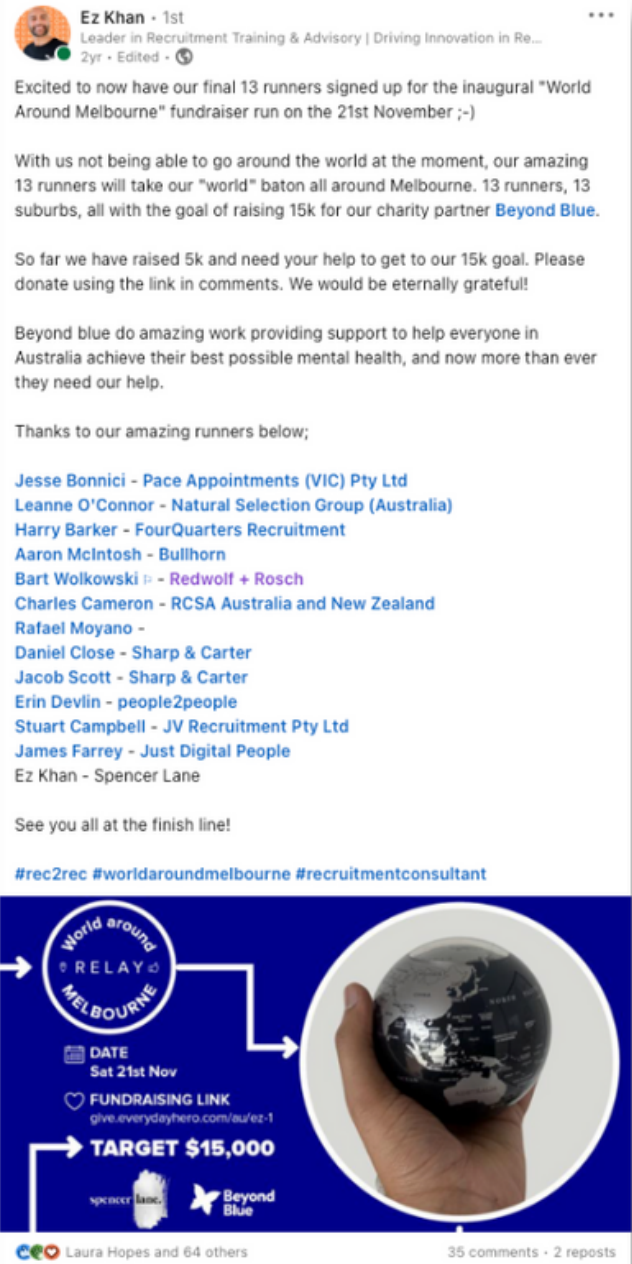 Ez Khan • 1st
Leader in Recruitment Training & Advisory | Driving Innovation in Re...
2yr • Edited •
Excited to now have our final 13 runners signed up for the inaugural "World
Around Melbourne" fundraiser run on the 21st November ;-)
With us not being able to go around the world at the moment, our amazing
13 runners will take our "world" baton all around Melbourne. 13 runners, 13
suburbs, all with the goal of raising 15k for our charity partner Beyond Blue.
So far we have raised 5k and need your help to get to our 15k goal. Please
donate using the link in comments. We would be eternally grateful!
Beyond blue do amazing work providing support to help everyone in
Australia achieve their best possible mental health, and now more than ever
they need our help.
Thanks to our amazing runners below;
Jesse Bonnici - Pace Appointments (VIC) Pty Ltd
Leanne O'Connor - Natural Selection Group (Australia)
Harry Barker - FourQuarters Recruitment
Aaron McIntosh - Bullhorn
Bart Wolkowski - Redwolf + Rosch
Charles Cameron - RCSA Australia and New Zealand
Rafael Moyano -
Daniel Close - Sharp & Carter
Jacob Scott - Sharp & Carter
Erin Devlin - people2people
Stuart Campbell - JV Recruitment Pty Ltd
James Farrey - Just Digital People
Ez Khan - Spencer Lane
See you all at the finish line!
#rec2rec #worldaroundmelbourne #recruitmentconsultant
World around
RELAY
MELBOURNE
DATE
Sat 21st Nov
FUNDRAISING LINK
give.everydayhero.com/au/ez-1
TARGET $15,000
spencer lane.
Beyond
Blue
Laura Hopes and 64 others
35 comments • 2 reposts